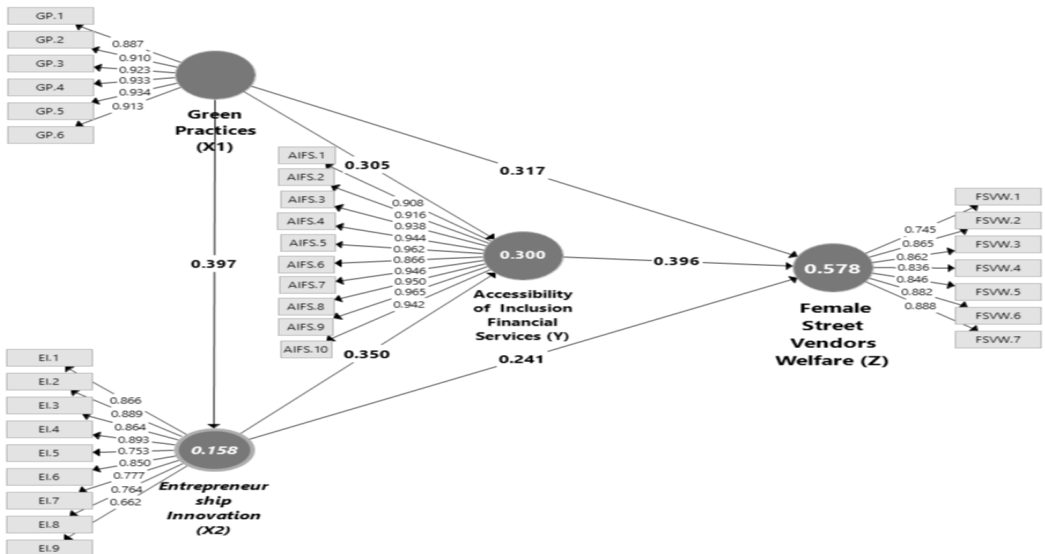 GP.1
GP.2
GP.3
GP.4
GP.5
GP.6
0.887
0.910
0.923
0.933
0.934
0.913
Green
Practices
(X1)
0.305
0.317
0.397
AIFS.1
AIFS.2
AIFS.3
AIFS.4
AIFS.5
AIFS.6
AIFS.7
AIFS.8
AIFS.9
AIFS.10
0.908
0.916
0.938
0.944
0.962
0.866
0.946
0.950
0.965
0.942
0.300
Accessibility
of Inclusion
Financial
Services (Y)
0.396
0.350
0.241
0.578
Female
Street
Vendors
Welfare (Z)
0.745
0.865
0.862
0.836
0.846
0.882
0.888
FSVW.1
FSVW.2
FSVW.3
FSVW.4
FSVW.5
FSVW.6
FSVW.7
EI.1
EI.2
EI.3
EI.4
EI.5
EI.6
EI.7
EI.8
EI.9
0.866
0.889
0.864
0.893
0.753
0.850
0.777
0.764
0.662
0.158
Entrepreneur
ship
Innovation
(X2)